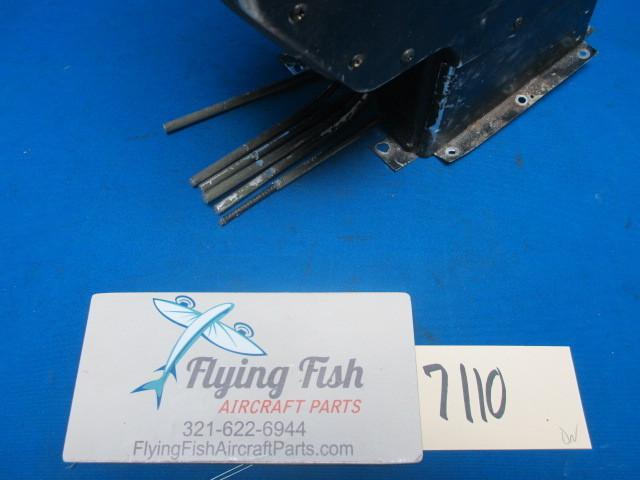 Flying Fish
AIRCRAFT PARTS
321-622-6944
FlyingFishAircraftParts.com
7110